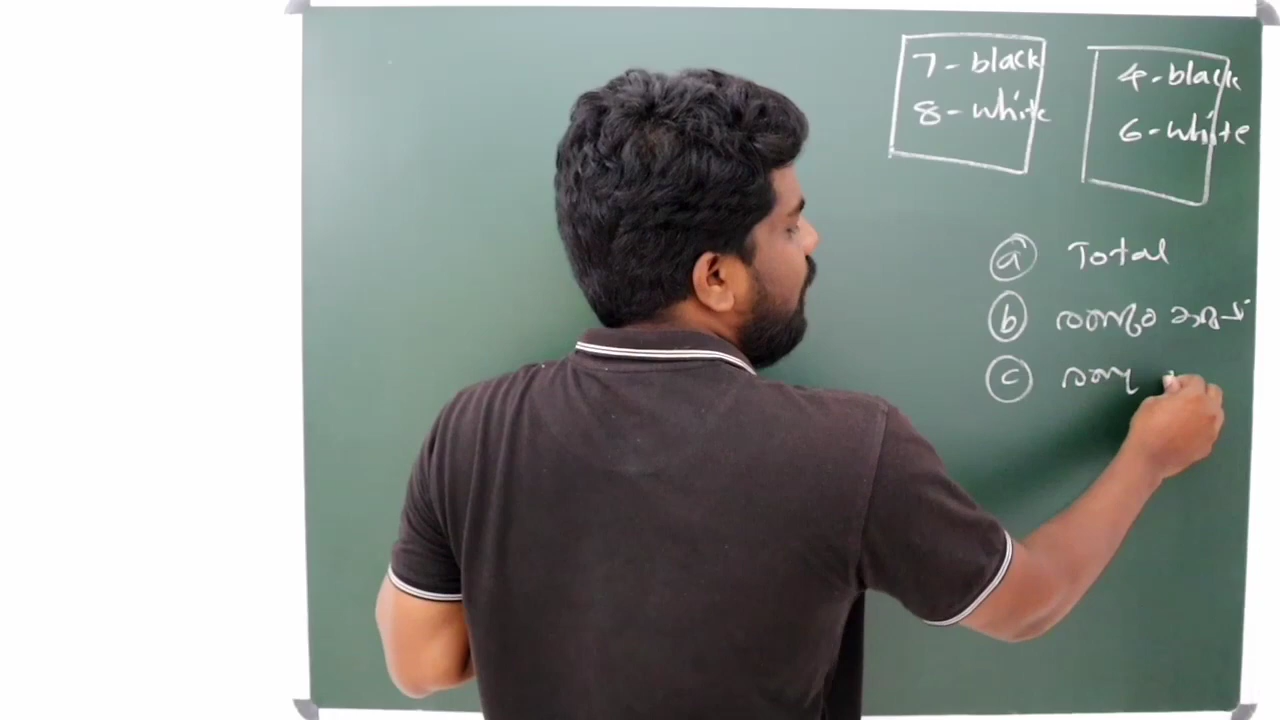 7 - black
8 - white
4 - black
6 - white
a Total
b രണ്ടും കറുപ്പ്
c